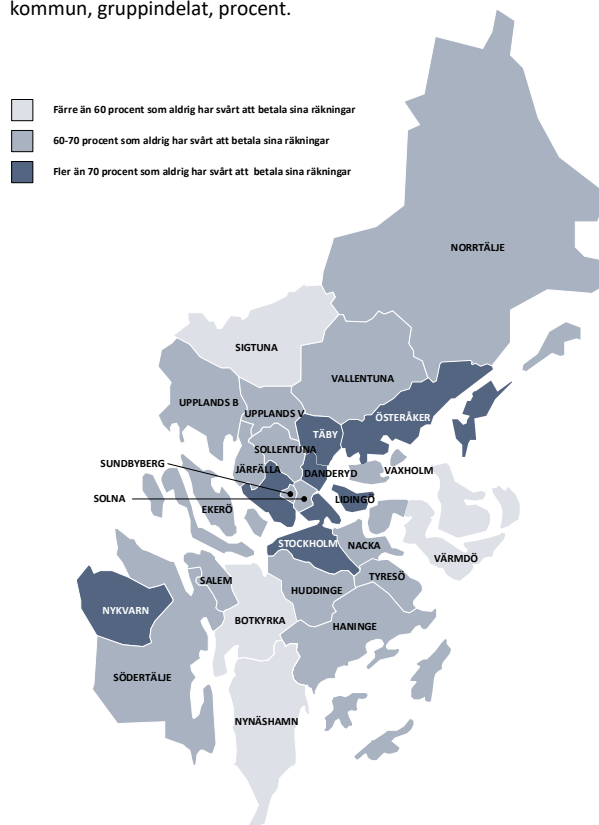 kommun, gruppindelat, procent.
Färre än 60 procent som aldrig har svårt att betala sina räkningar
60-70 procent som aldrig har svårt att betala sina räkningar
Fler än 70 procent som aldrig har svårt att betala sina räkningar
NORRTÄLJE
SIGTUNA
VALLENTUNA
UPPLANDS B
UPPLANDS V
ÖSTERÅKER
TÄBY
SOLLENTUNA
SUNDBYBERG
JÄRFÄLLA
DANDERYD
VAXHOLM
SOLNA
LIDINGÖ
EKERÖ
STOCKHOLM
NACKA
VÄRMDÖ
SALEM
TYRESÖ
HUDDINGE
NYKVARN
BOTKYRKA
HANINGE
SÖDERTÄLJE
NYNÄSHAMN